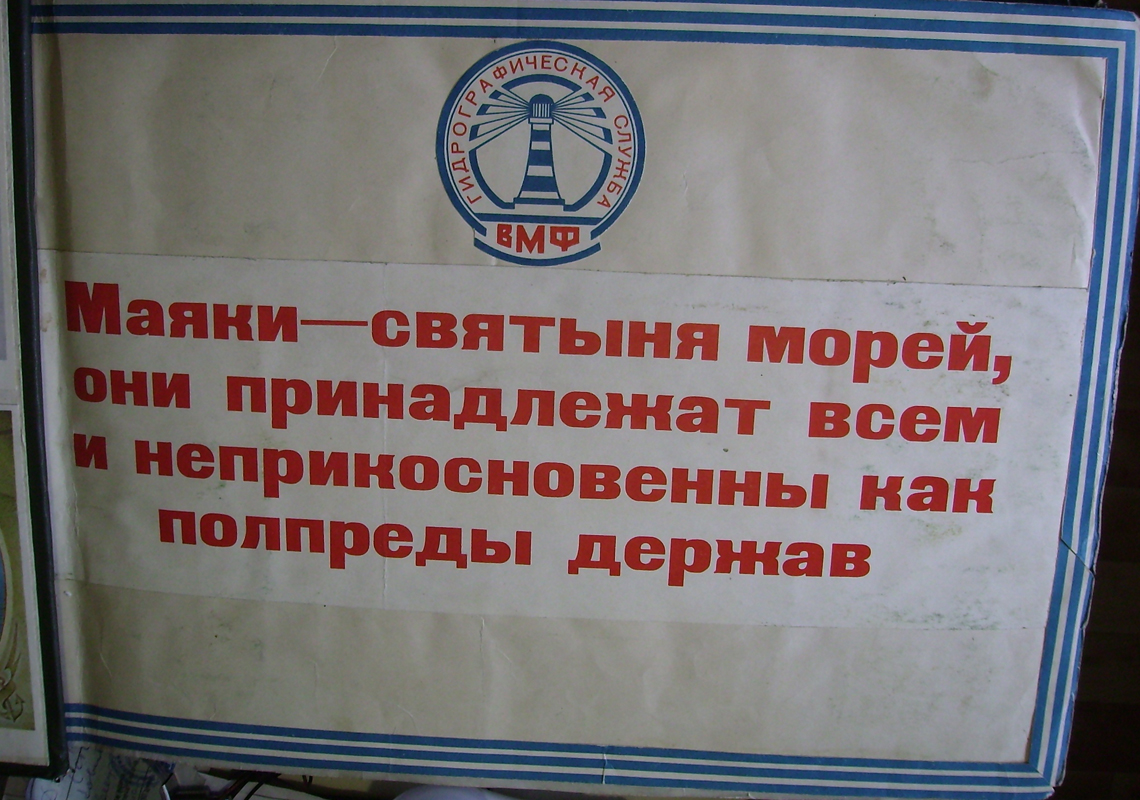 ГИДРОГРАФИЧЕСКАЯ СЛУЖБА
ВМФ
Маяки—святыня морей,
они принадлежат всем
и неприкосновенны как
полпреды держав